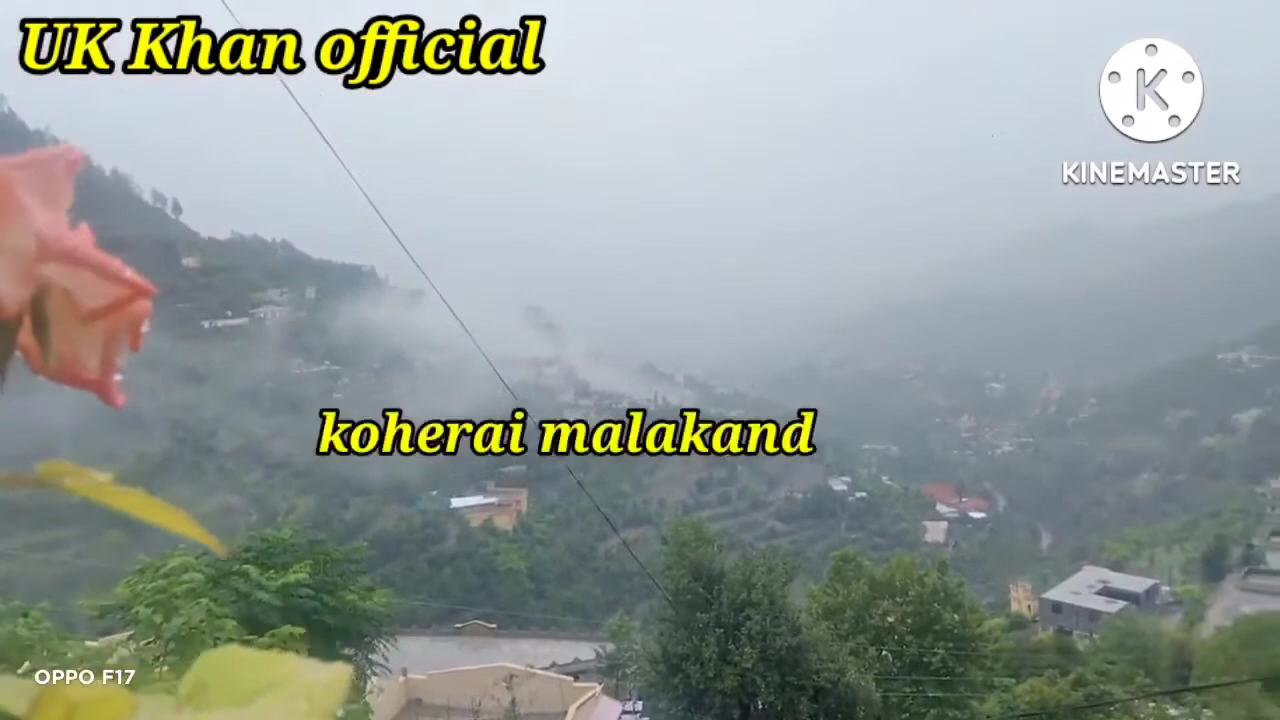 UK Khan official
K
KINEMASTER
koherai malakand
OPPO F17